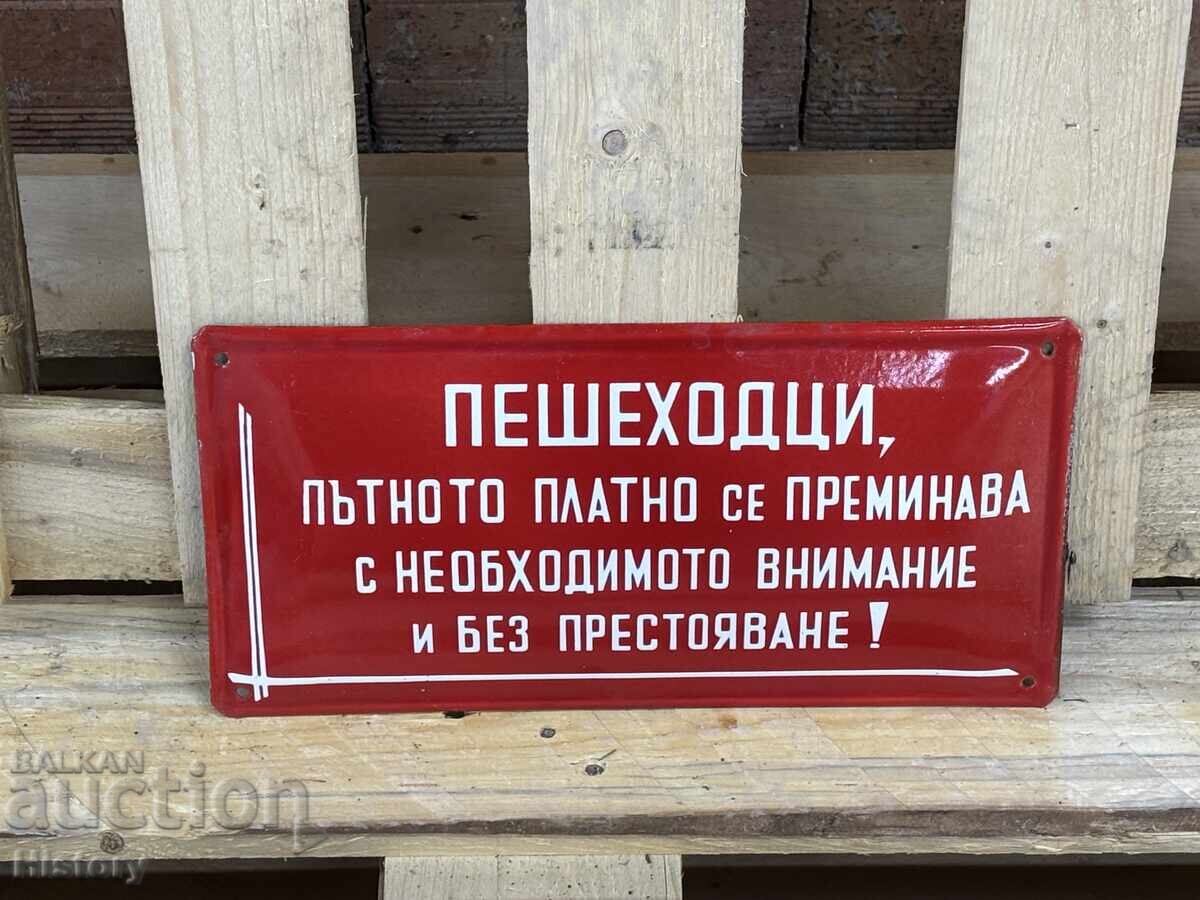 ПЕШЕХОДЦИ,
ПЪТНОТО ПЛАТНО СЕ ПРЕМИНАВА
С НЕОБХОДИМОТО ВНИМАНИЕ
И БЕЗ ПРЕСТОЯВАНЕ!
BALKAN
auction
History